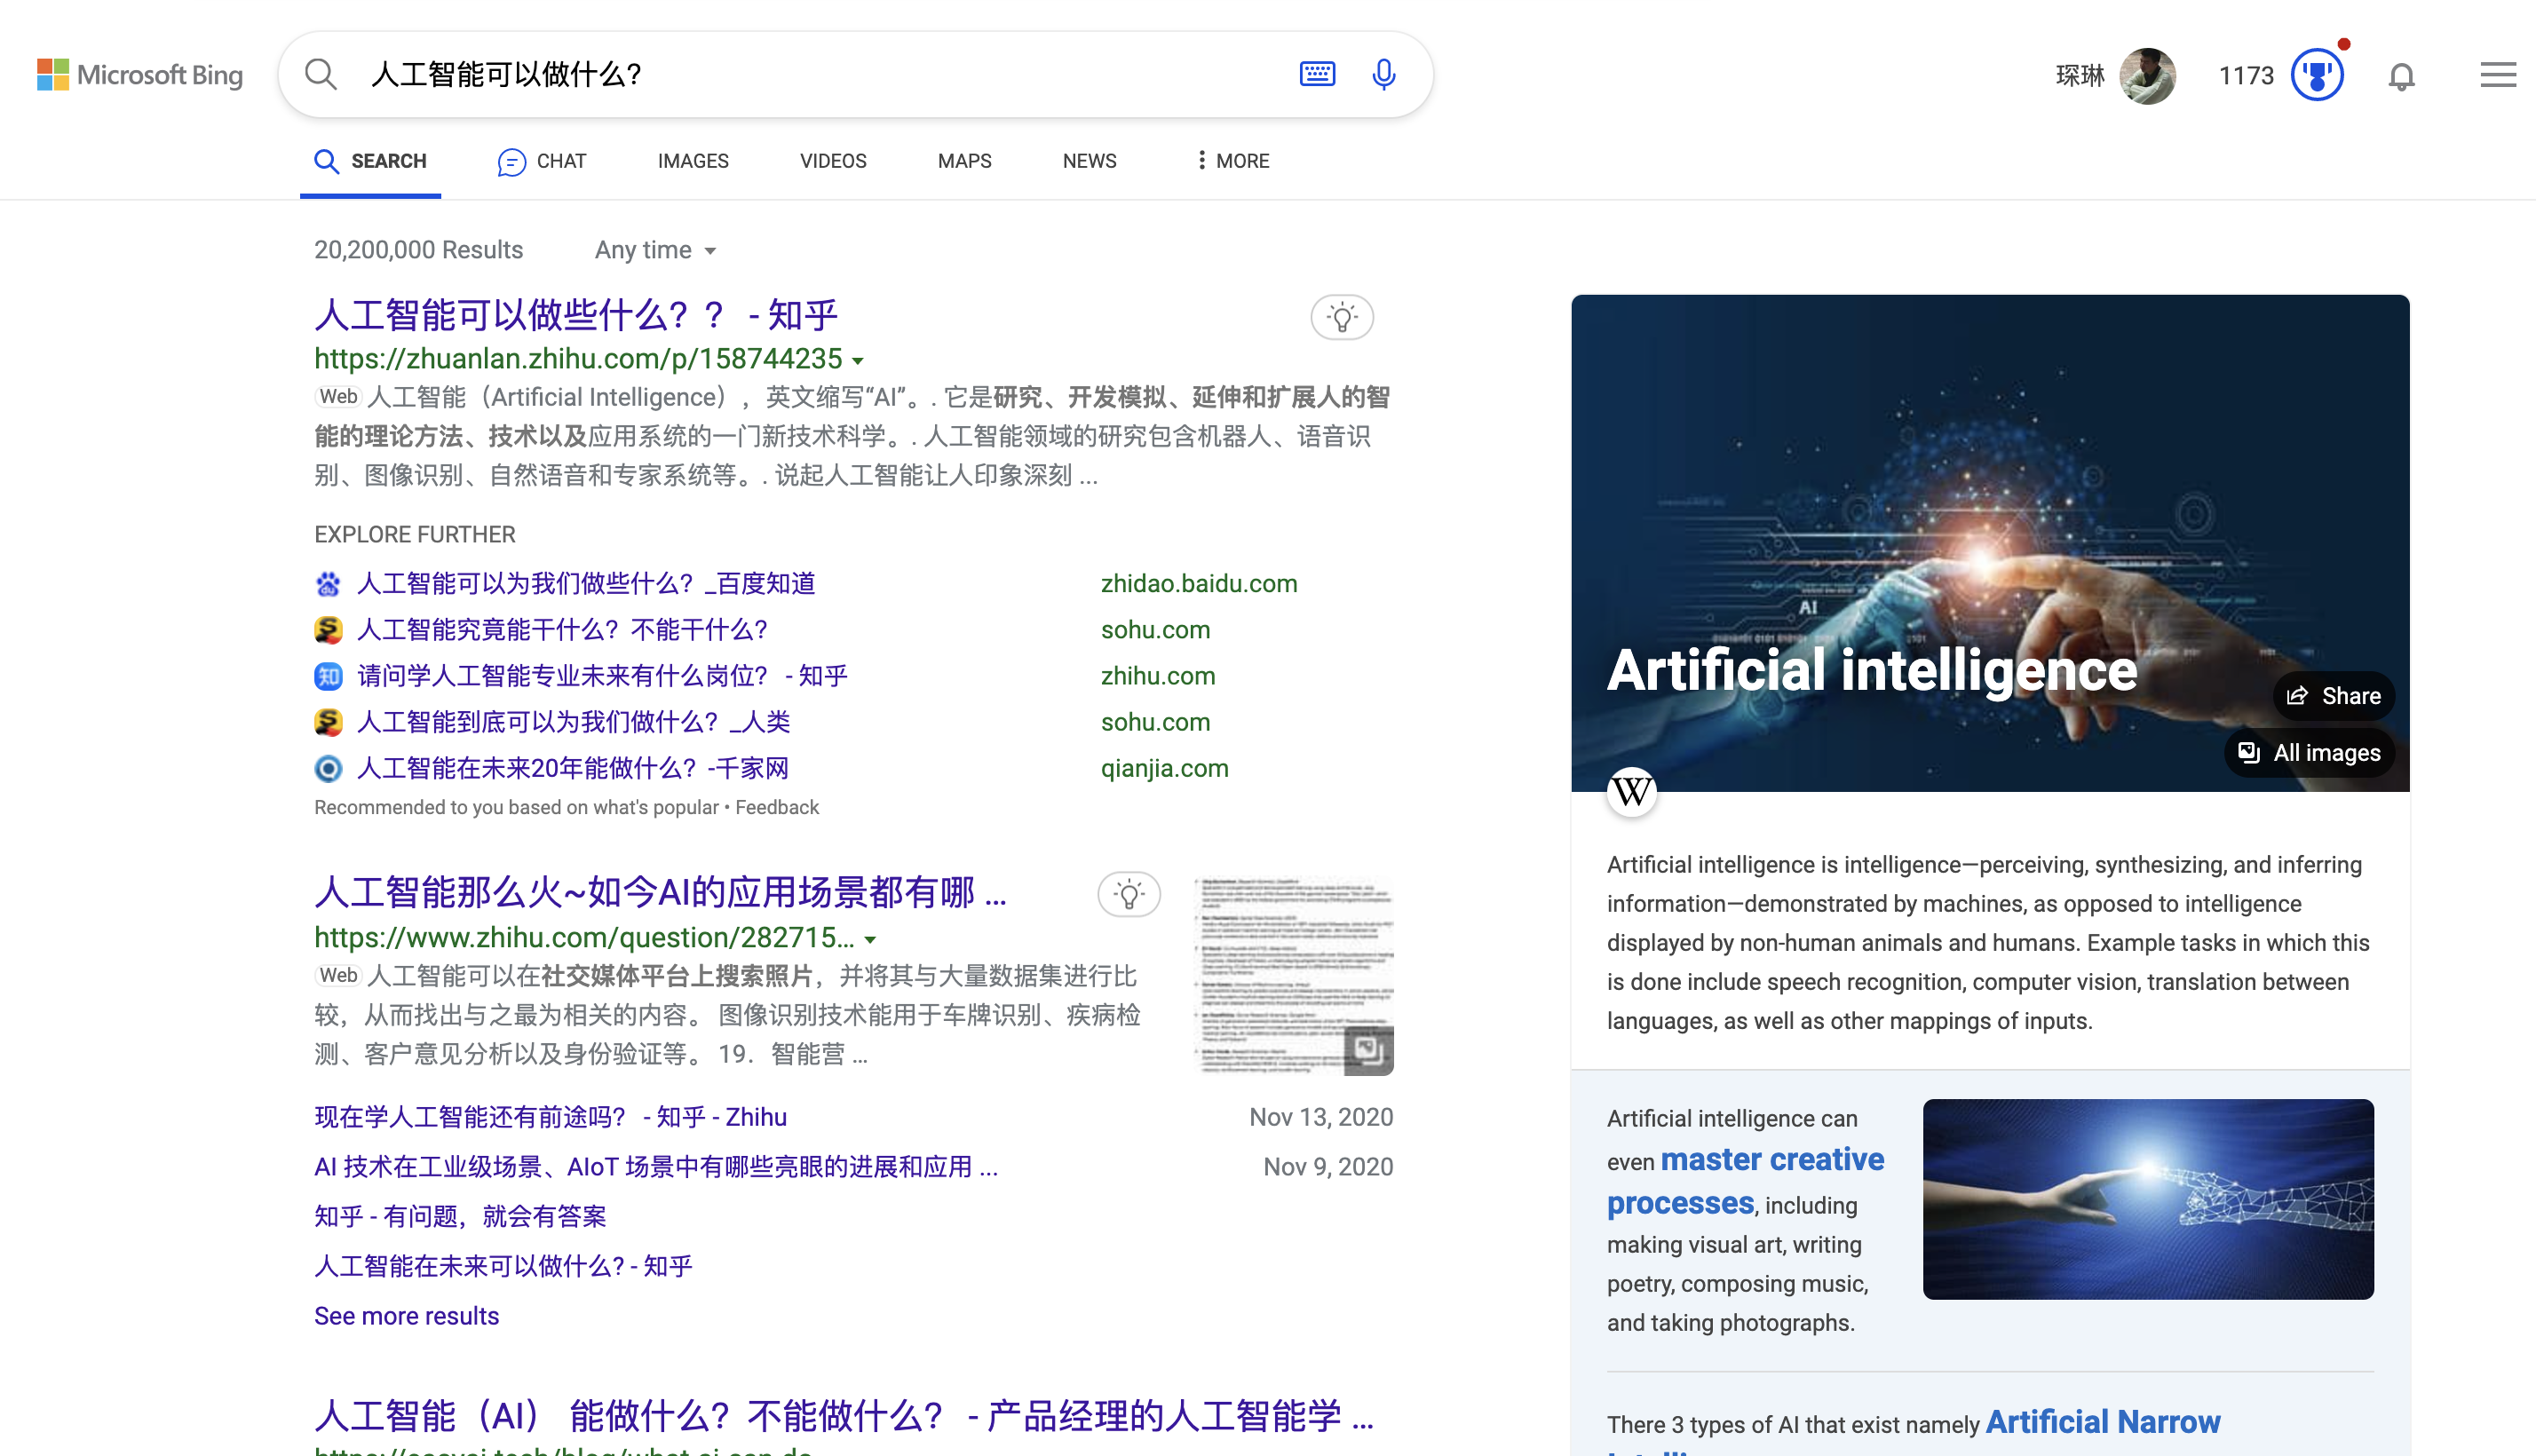 Microsoft Bing
人工智能可以做什么?
琛琳
1173
SEARCH
CHAT
IMAGES
VIDEOS
MAPS
NEWS
MORE
20,200,000 Results
Any time
人工智能可以做些什么？？ - 知乎
https://zhuanlan.zhihu.com/p/158744235
Web 人工智能（Artificial Intelligence），英文缩写“AI”。. 它是研究、开发模拟、延伸和扩展人的智
能的理论方法、技术以及应用系统的一门新技术科学。. 人工智能领域的研究包含机器人、语音识
别、图像识别、自然语音和专家系统等。. 说起人工智能让人印象深刻 ...
EXPLORE FURTHER
人工智能可以为我们做些什么？_百度知道
zhidao.baidu.com
人工智能究竟能干什么？不能干什么?
sohu.com
请问学人工智能专业未来有什么岗位？ - 知乎
zhihu.com
人工智能到底可以为我们做什么？_人类
sohu.com
人工智能在未来20年能做什么？-千家网
qianjia.com
Recommended to you based on what's popular • Feedback
人工智能那么火~如今AI的应用场景都有哪 ...
https://www.zhihu.com/question/282715...
Web 人工智能可以在社交媒体平台上搜索照片，并将其与大量数据集进行比
较，从而找出与之最为相关的内容。 图像识别技术能用于车牌识别、疾病检
测、客户意见分析以及身份验证等。 19．智能营 ...
现在学人工智能还有前途吗？ - 知乎 - Zhihu
Nov 13, 2020
AI 技术在工业级场景、AIoT 场景中有哪些亮眼的进展和应用 ...
Nov 9, 2020
知乎 - 有问题，就会有答案
人工智能在未来可以做什么? - 知乎
See more results
人工智能（AI） 能做什么？不能做什么？ - 产品经理的人工智能学 ...
AI
Artificial intelligence
Share
All images
W
Artificial intelligence is intelligence—perceiving, synthesizing, and inferring
information—demonstrated by machines, as opposed to intelligence
displayed by non-human animals and humans. Example tasks in which this
is done include speech recognition, computer vision, translation between
languages, as well as other mappings of inputs.
Artificial intelligence can
even master creative
processes, including
making visual art, writing
poetry, composing music,
and taking photographs.
There 3 types of AI that exist namely Artificial Narrow